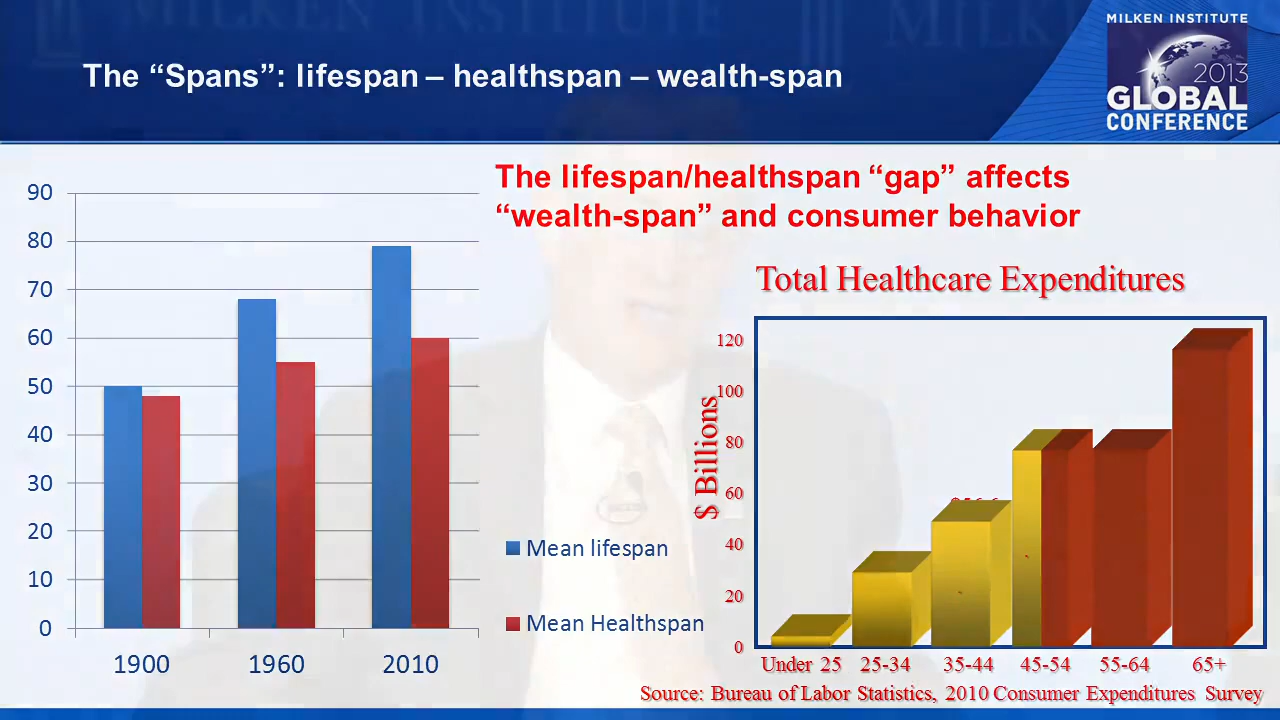 MILKEN INSTITUTE
2013
GLOBAL
CONFERENCE
The “Spans”: lifespan – healthspan – wealth-span
The lifespan/healthspan “gap” affects
“wealth-span” and consumer behavior
90
80
70
60
50
40
30
20
10
0
1900 1960 2010
Mean lifespan
Mean Healthspan
Total Healthcare Expenditures
$ Billions
120
100
80
60
40
20
0
Under 25 25-34 35-44 45-54 55-64 65+
Source: Bureau of Labor Statistics, 2010 Consumer Expenditures Survey